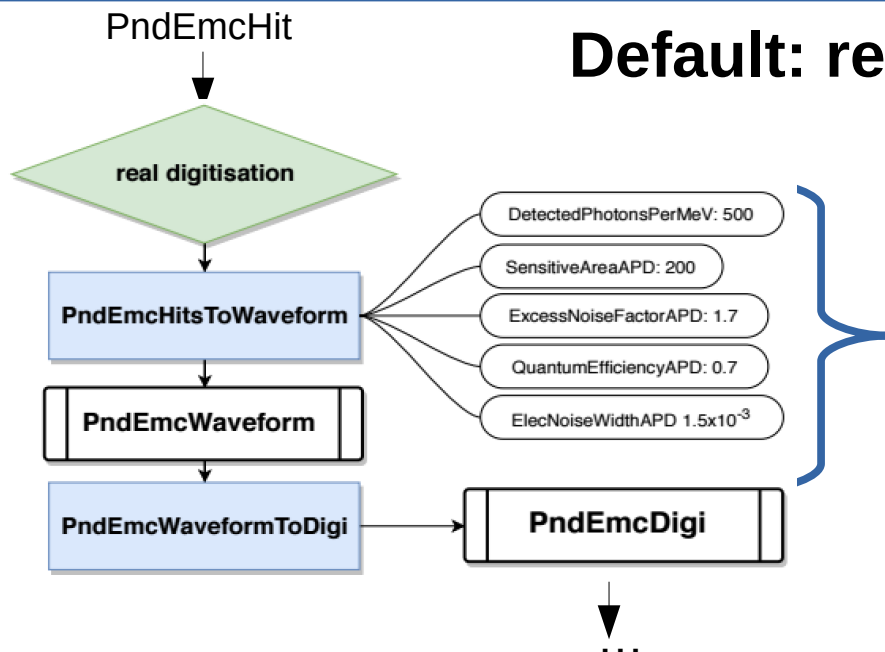 PndEmcHit
Default: re
real digitisation
DetectedPhotonsPerMeV: 500
SensitiveAreaAPD: 200
PndEmcHitsToWaveform
ExcessNoiseFactorAPD: 1.7
QuantumEfficiencyAPD: 0.7
PndEmcWaveform
ElecNoiseWidthAPD 1.5x10⁻³
PndEmcWaveformToDigi
PndEmcDigi
...